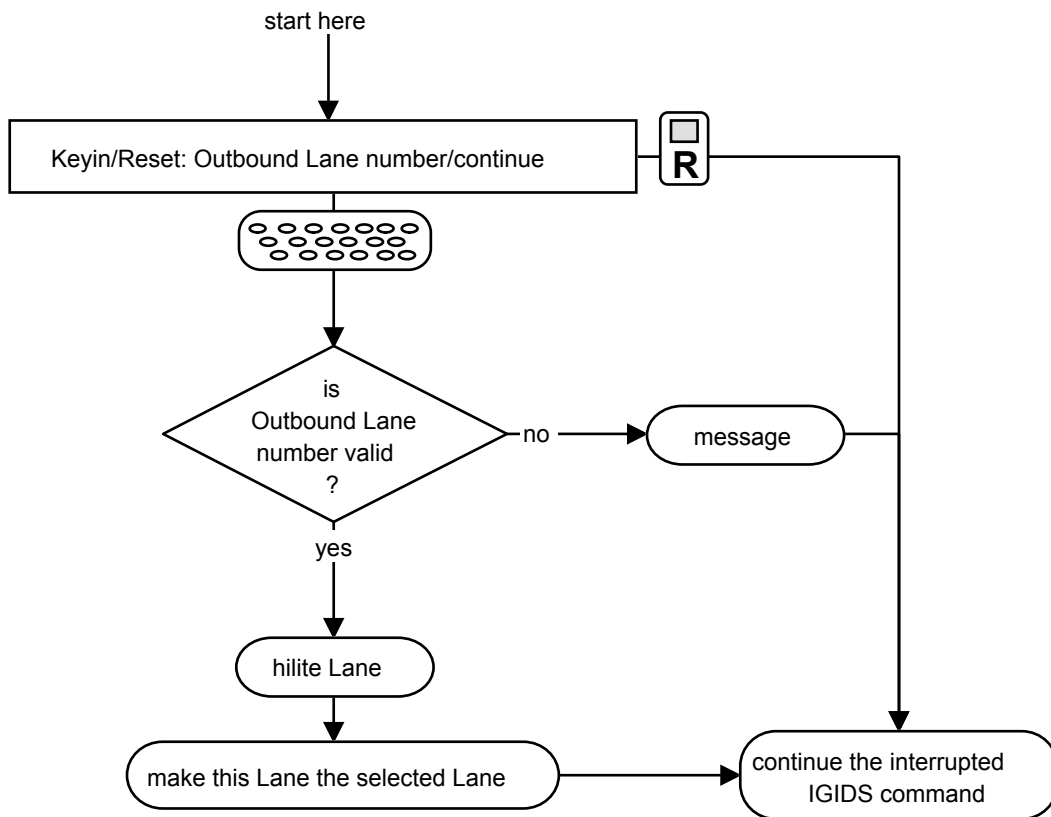 start here
Keyin/Reset: Outbound Lane number/continue
R
is
Outbound Lane
number valid
?
no
message
yes
hilite Lane
make this Lane the selected Lane
continue the interrupted
IGIDS command